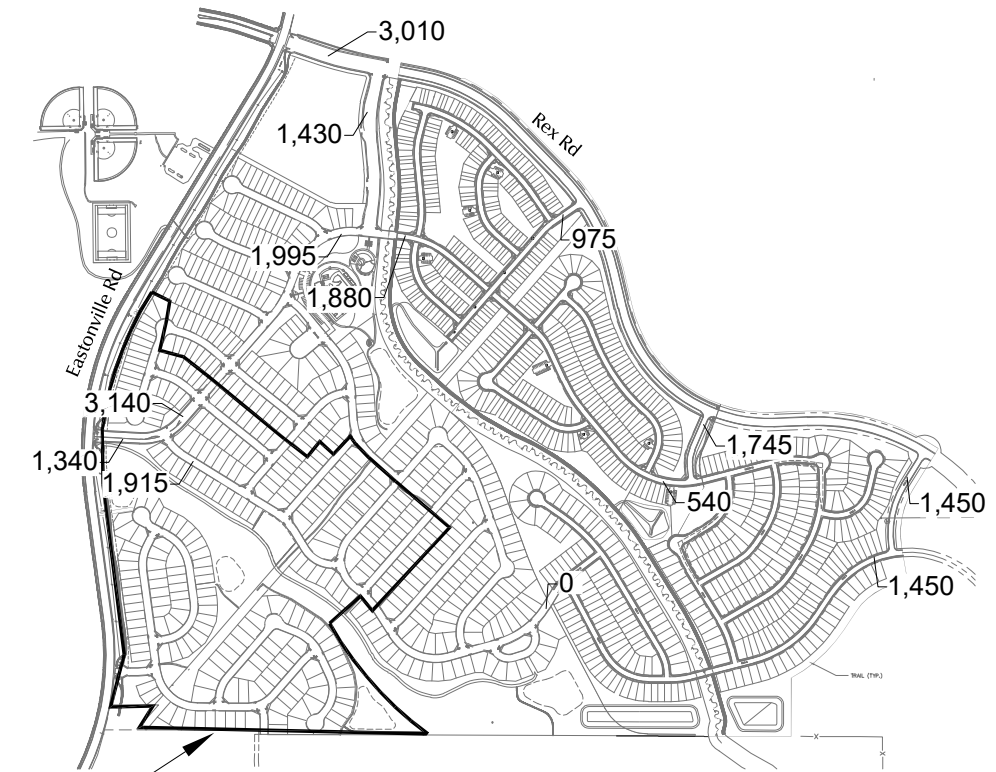 3,010
Rex Rd
1,430
975
1,995
1,880
Eastonville Rd
3,140
1,340
1,915
1,745
540
1,450
0
1,450
TRAIL (TYP.)
X
X